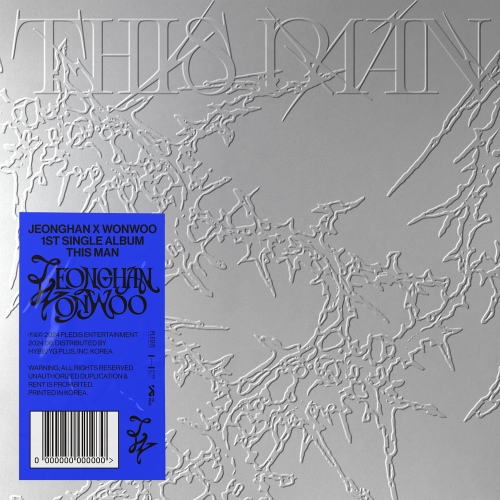 THIS MAN
JEONGHAN X WONWOO
1ST SINGLE ALBUM
THIS MAN
JEONGHAN
WONWOO
2024 PLEDIS ENTERTAINMENT
DISTRIBUTED BY
YG PLUS, INC. KOREA.
WARNING: ALL RIGHTS RESERVED.
UNAUTHORIZED DUPLICATION &
RENT IS PROHIBITED.
PRINTED IN KOREA.
0 000000 000000 >